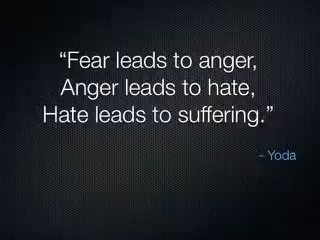 “Fear leads to anger,
Anger leads to hate,
Hate leads to suffering.”
- Yoda